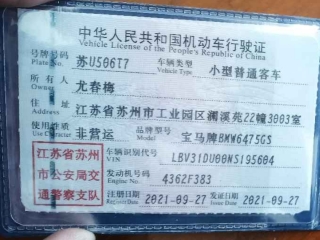 中华人民共和国机动车行驶证
Vehicle License of the People's Republic of China
号牌号码 苏U506T7 车辆类型 小型普通客车
Plate No. Vehicle Type
所有人 尤春梅
Owner
住址 江苏省苏州市工业园区澜溪苑22幢3003室
Address
使用性质 非营运 品牌型号 宝马牌BMW6475GS
Use Character Model
江苏省苏州
市公安局交
通警察支队
车辆识别代号 LBV31DU00NS195604
VIN
发动机号码 4362F383
Engine No.
注册日期 2021-09-27 发证日期 2021-09-27
Register Date Issue Date